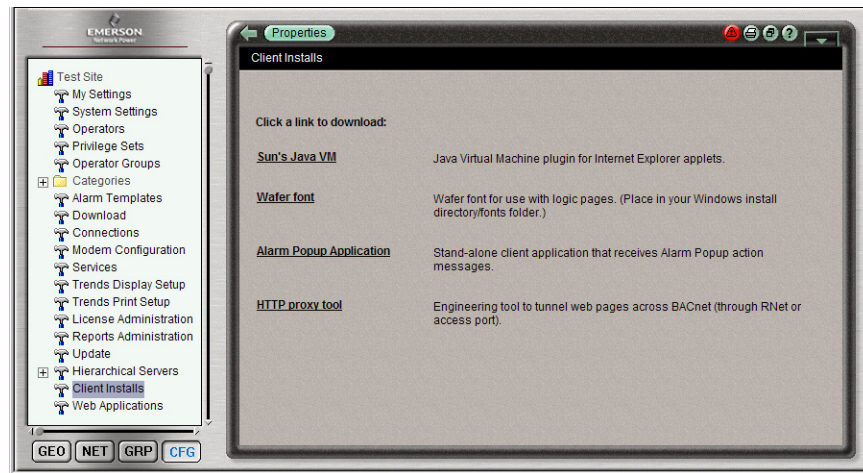 EMERSON
Network Power
Test Site
My Settings
System Settings
Operators
Privilege Sets
Operator Groups
Categories
Alarm Templates
Download
Connections
Modem Configuration
Services
Trends Display Setup
Trends Print Setup
License Administration
Reports Administration
Update
Hierarchical Servers
Client Installs
Web Applications
GEO NET GRP CFG
Properties
Client Installs
Click a link to download:
Sun's Java VM Java Virtual Machine plugin for Internet Explorer applets.
Wafer font Wafer font for use with logic pages. (Place in your Windows install
directory/fonts folder.)
Alarm Popup Application Stand-alone client application that receives Alarm Popup action
messages.
HTTP proxy tool Engineering tool to tunnel web pages across BACnet (through RNet or
access port).